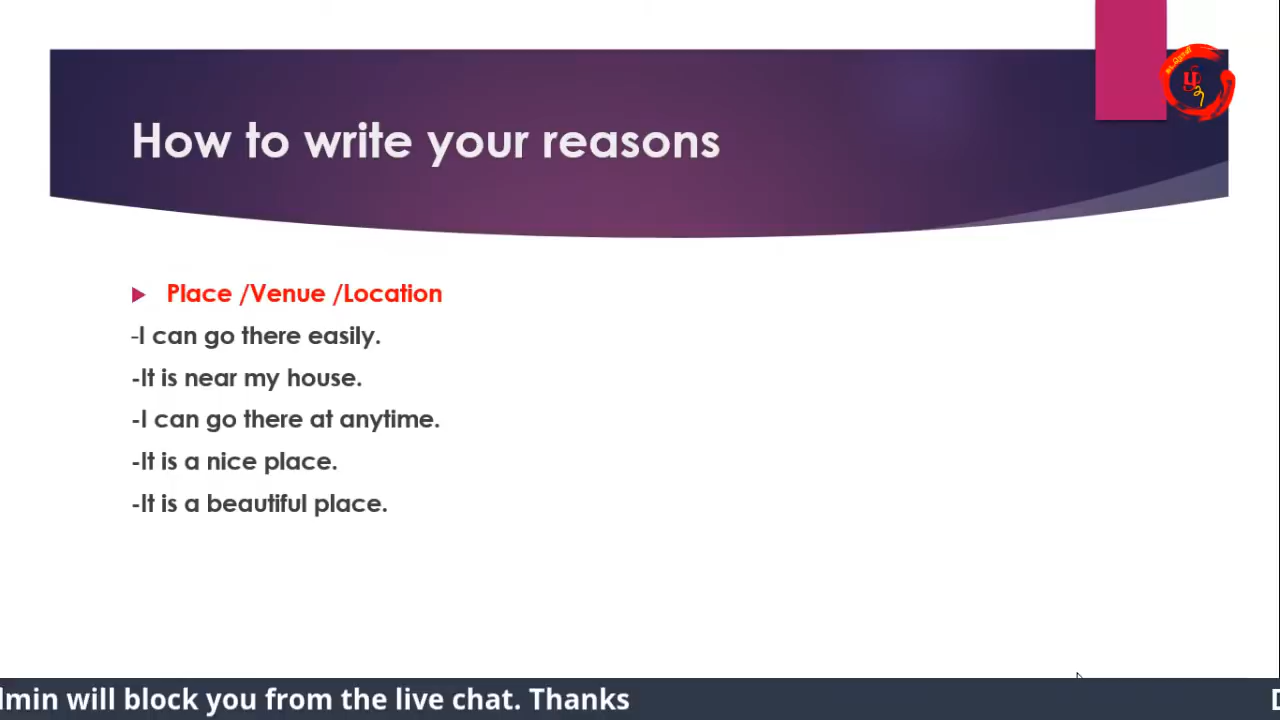 How to write your reasons
Place /Venue /Location
-I can go there easily.
-It is near my house.
-I can go there at anytime.
-It is a nice place.
-It is a beautiful place.
will block you from the live chat. Thanks